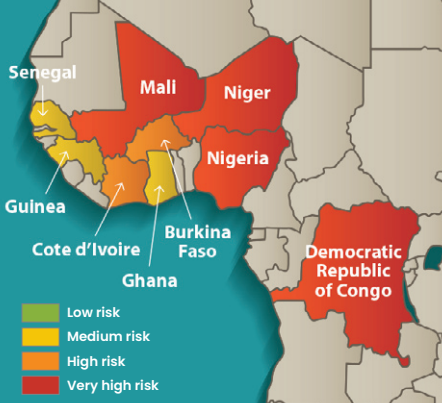 Senegal
Mali
Niger
Nigeria
Guinea
Cote d'Ivoire
Burkina
Faso
Ghana
Democratic
Republic
of Congo
Low risk
Medium risk
High risk
Very high risk